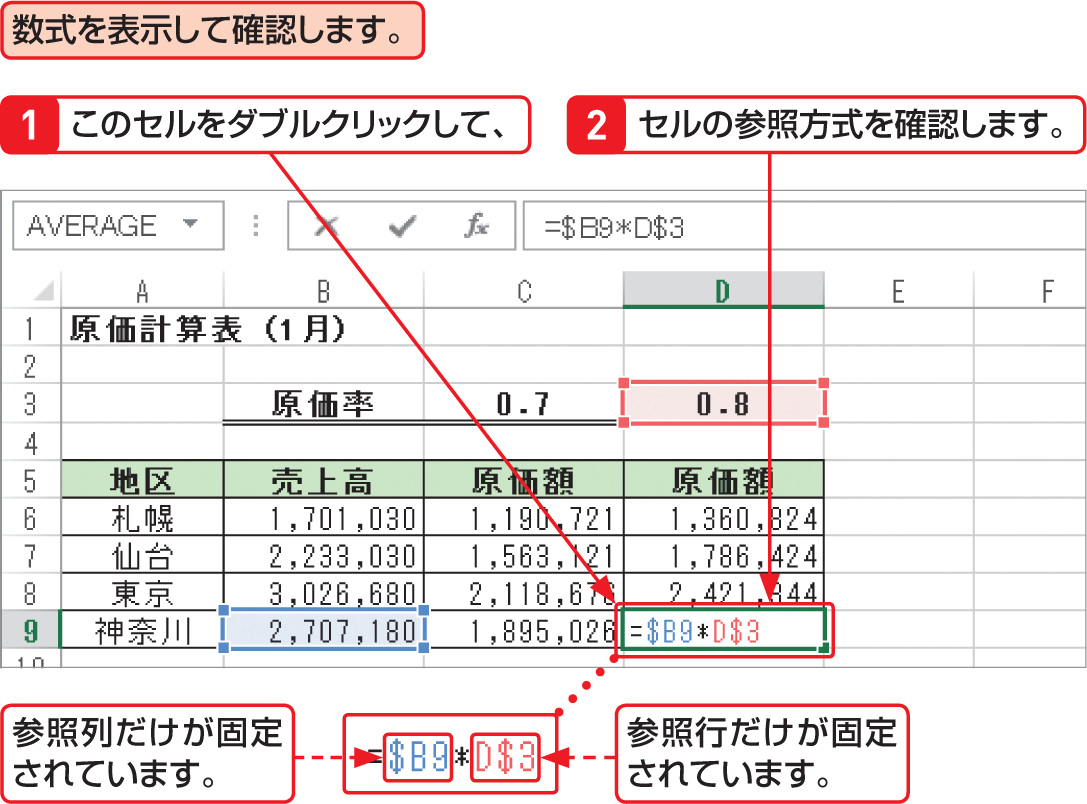 数式を表示して確認します。
1 このセルをダブルクリックして、
2 セルの参照方式を確認します。
AVERAGE fx =$B9*D$3
A B C D E F
1 原価計算表（1月）
2
3 原価率 0.7 0.8
4
5 地区 売上高 原価額 原価額
6 札幌 1,701,030 1,190,721 1,360,824
7 仙台 2,233,030 1,563,121 1,786,424
8 東京 3,026,680 2,118,676 2,421,344
9 神奈川 2,707,180 1,895,026 =$B9*D$3
10
参照列だけが固定
されています。
=$B9*D$3
参照行だけが固定
されています。